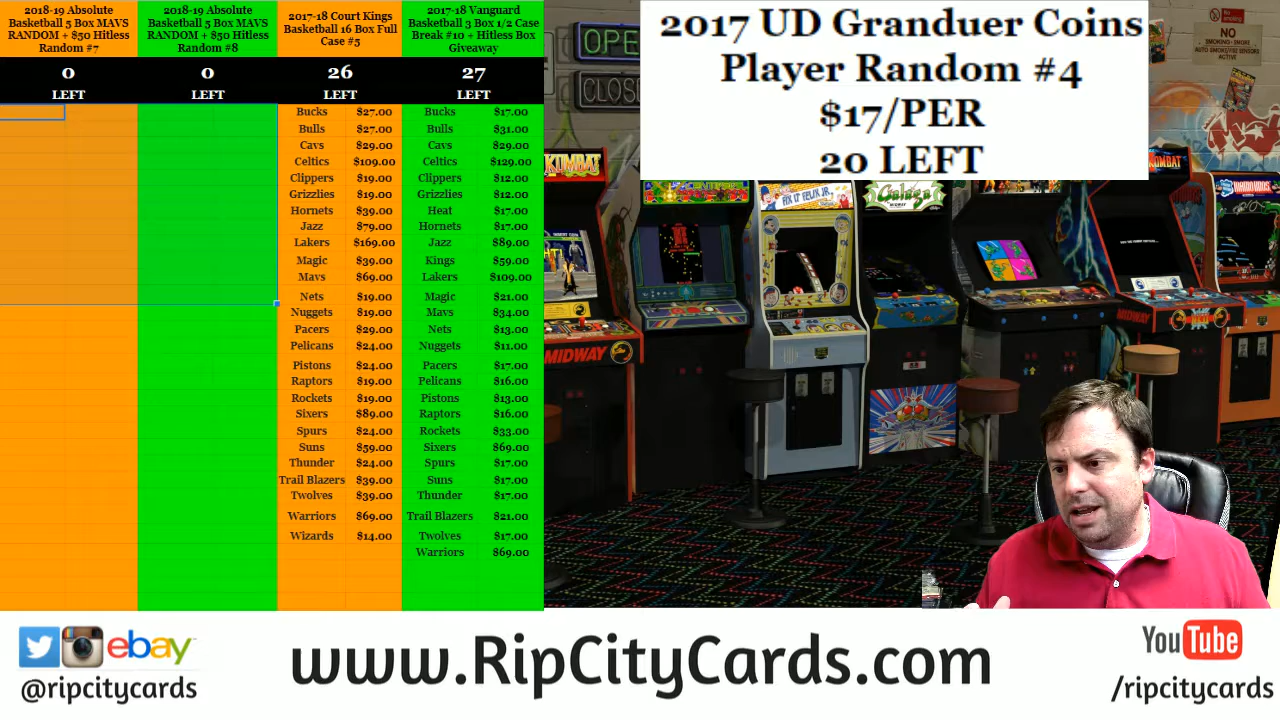 2018-19 Absolute
Basketball 5 Box MAVS
RANDOM + $50 Hitless
Random #7
0
LEFT
2018-19 Absolute
Basketball 5 Box MAVS
RANDOM + $50 Hitless
Random #8
0
LEFT
2017-18 Court Kings
Basketball 16 Box Full
Case #5
26
LEFT
Bucks $27.00
Bulls $27.00
Cavs $29.00
Celtics $109.00
Clippers $19.00
Grizzlies $19.00
Hornets $39.00
Jazz $79.00
Lakers $169.00
Magic $39.00
Mavs $69.00
Nets $19.00
Nuggets $19.00
Pacers $29.00
Pelicans $24.00
Pistons $24.00
Raptors $19.00
Rockets $19.00
Sixers $89.00
Spurs $24.00
Suns $59.00
Thunder $24.00
Trail Blazers $39.00
Twolves $39.00
Warriors $69.00
Wizards $14.00
2017-18 Vanguard
Basketball 3 Box 1/2 Case
Break #10 + Hitless Box
Giveaway
27
LEFT
Bucks $17.00
Bulls $31.00
Cavs $29.00
Celtics $129.00
Clippers $12.00
Grizzlies $12.00
Heat $17.00
Hornets $17.00
Jazz $89.00
Kings $59.00
Lakers $109.00
Magic $21.00
Mavs $34.00
Nets $13.00
Nuggets $11.00
Pacers $17.00
Pelicans $16.00
Pistons $13.00
Raptors $16.00
Rockets $33.00
Sixers $69.00
Spurs $17.00
Suns $17.00
Thunder $17.00
Trail Blazers $21.00
Twolves $17.00
Warriors $69.00
2017 UD Granduer Coins
Player Random #4
$17/PER
20 LEFT
OPE
CLOSE
NO
KOMBAT
FIX IT FELIX JR.
Galaga
KOMBAT
MIDWAY
ebay
@ripcitycards
www.RipCityCards.com
YouTube
/ripcitycards